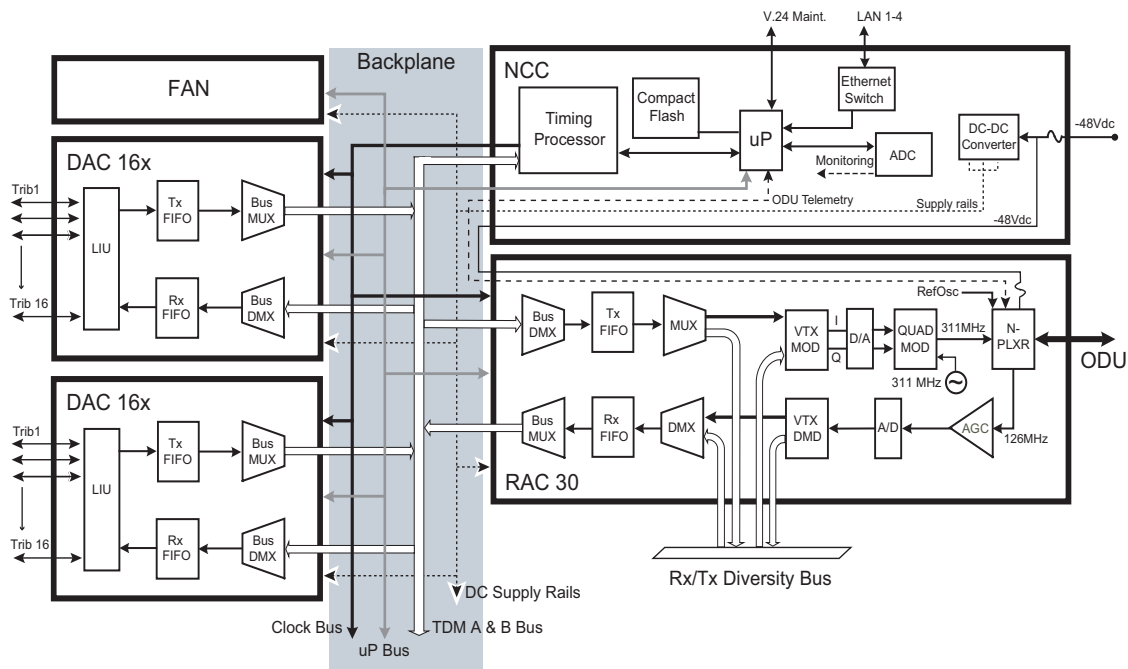 V.24 Maint.
LAN 1-4
Backplane
FAN
NCC
Timing
Processor
Compact
Flash
uP
Ethernet
Switch
ADC
Monitoring
DC-DC
Converter
-48Vdc
ODU Telemetry
Supply rails
-48Vdc
DAC 16x
Trib1
Trib 16
LIU
Tx
FIFO
Bus
MUX
Rx
FIFO
Bus
DMX
DAC 16x
Trib1
Trib 16
LIU
Tx
FIFO
Bus
MUX
Rx
FIFO
Bus
DMX
RefOsc
Bus
DMX
Tx
FIFO
MUX
VTX
MOD
I
Q
D/A
QUAD
MOD
311MHz
311 MHz
N-
PLXR
ODU
Bus
MUX
Rx
FIFO
DMX
VTX
DMD
A/D
AGC
126MHz
RAC 30
Rx/Tx Diversity Bus
DC Supply Rails
Clock Bus
TDM A & B Bus
uP Bus